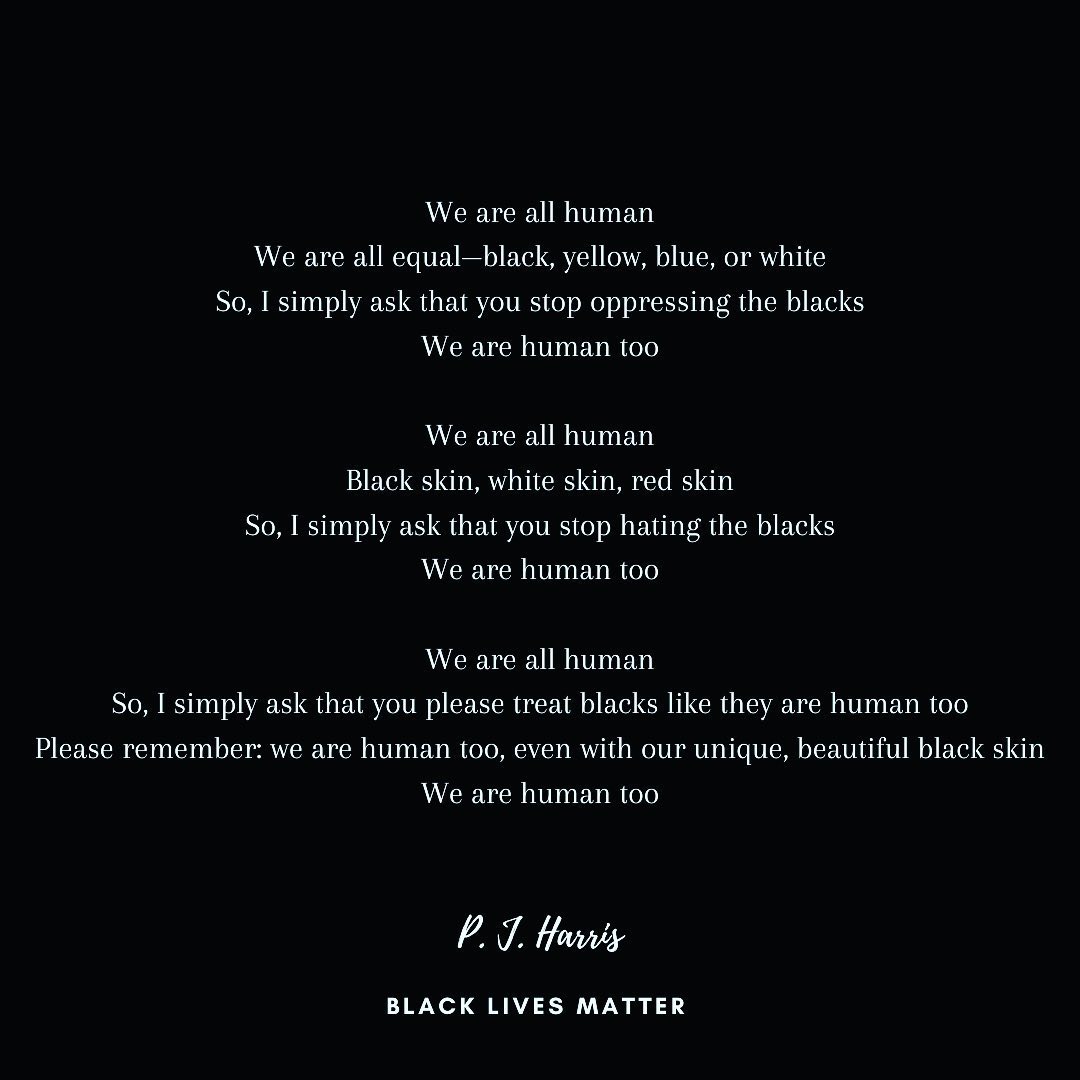 We are all human
We are all equal—black, yellow, blue, or white
So, I simply ask that you stop oppressing the blacks
We are human too
We are all human
Black skin, white skin, red skin
So, I simply ask that you stop hating the blacks
We are human too
We are all human
So, I simply ask that you please treat blacks like they are human too
Please remember: we are human too, even with our unique, beautiful black skin
We are human too
P. J. Harris
BLACK LIVES MATTER